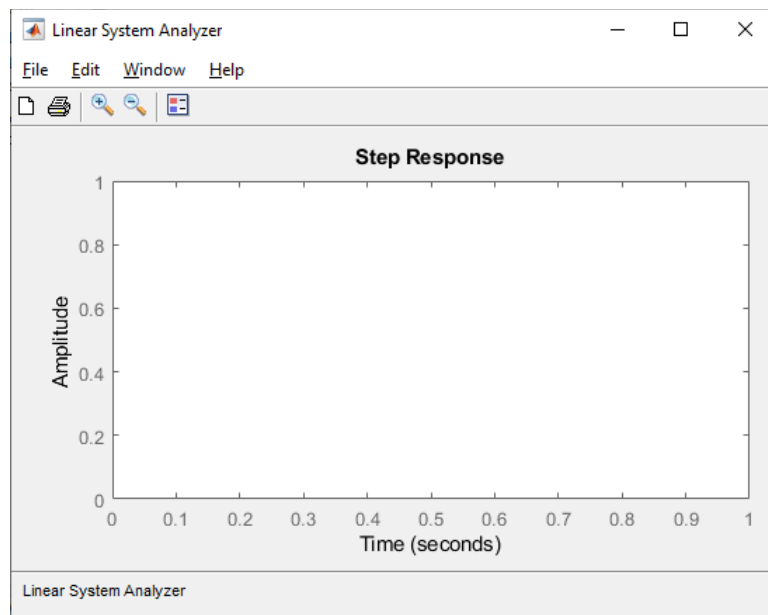 Linear System Analyzer
File Edit Window Help
Step Response
1
0.8
0.6
0.4
0.2
0
Amplitude
0 0.1 0.2 0.3 0.4 0.5 0.6 0.7 0.8 0.9 1
Time (seconds)
Linear System Analyzer